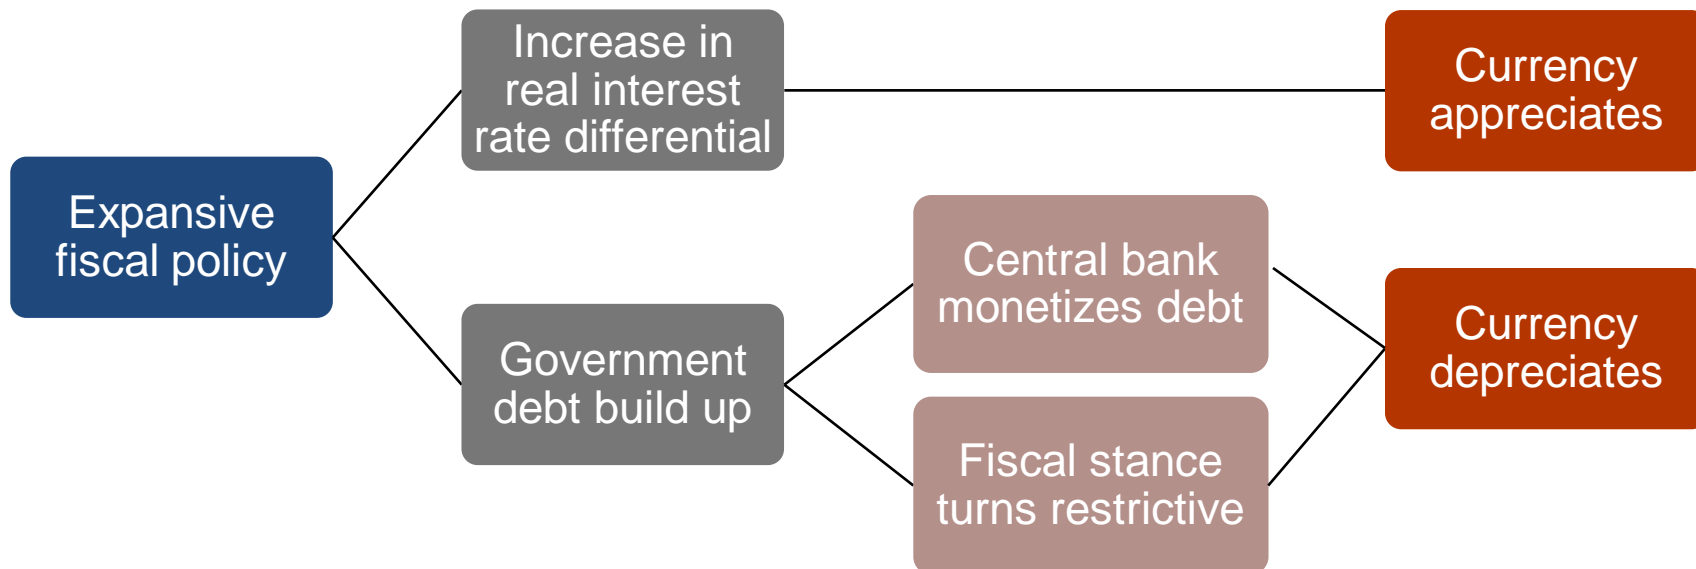 Expansive
fiscal policy
Increase in
real interest
rate differential
Currency
appreciates
Government
debt build up
Central bank
monetizes debt
Fiscal stance
turns restrictive
Currency
depreciates